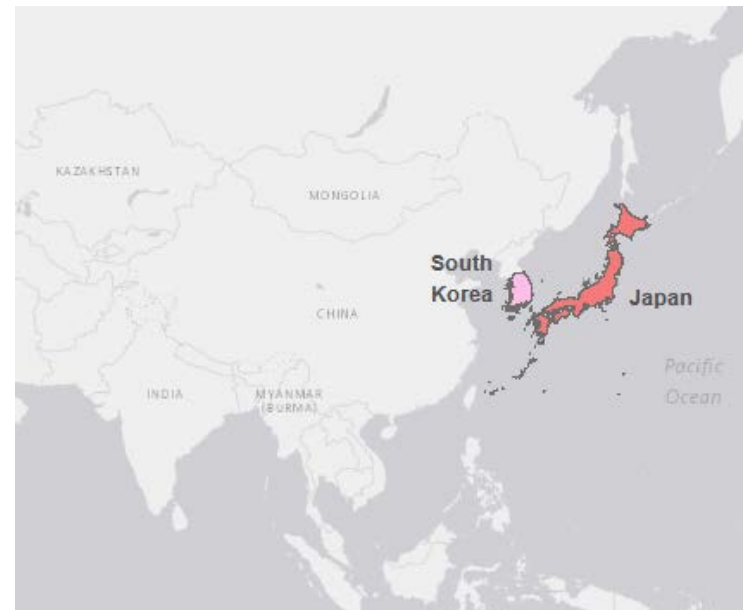 KAZAKHSTAN
MONGOLIA
South
Korea
Japan
CHINA
Pacific
Ocean
INDIA
MYANMAR
(BURMA)